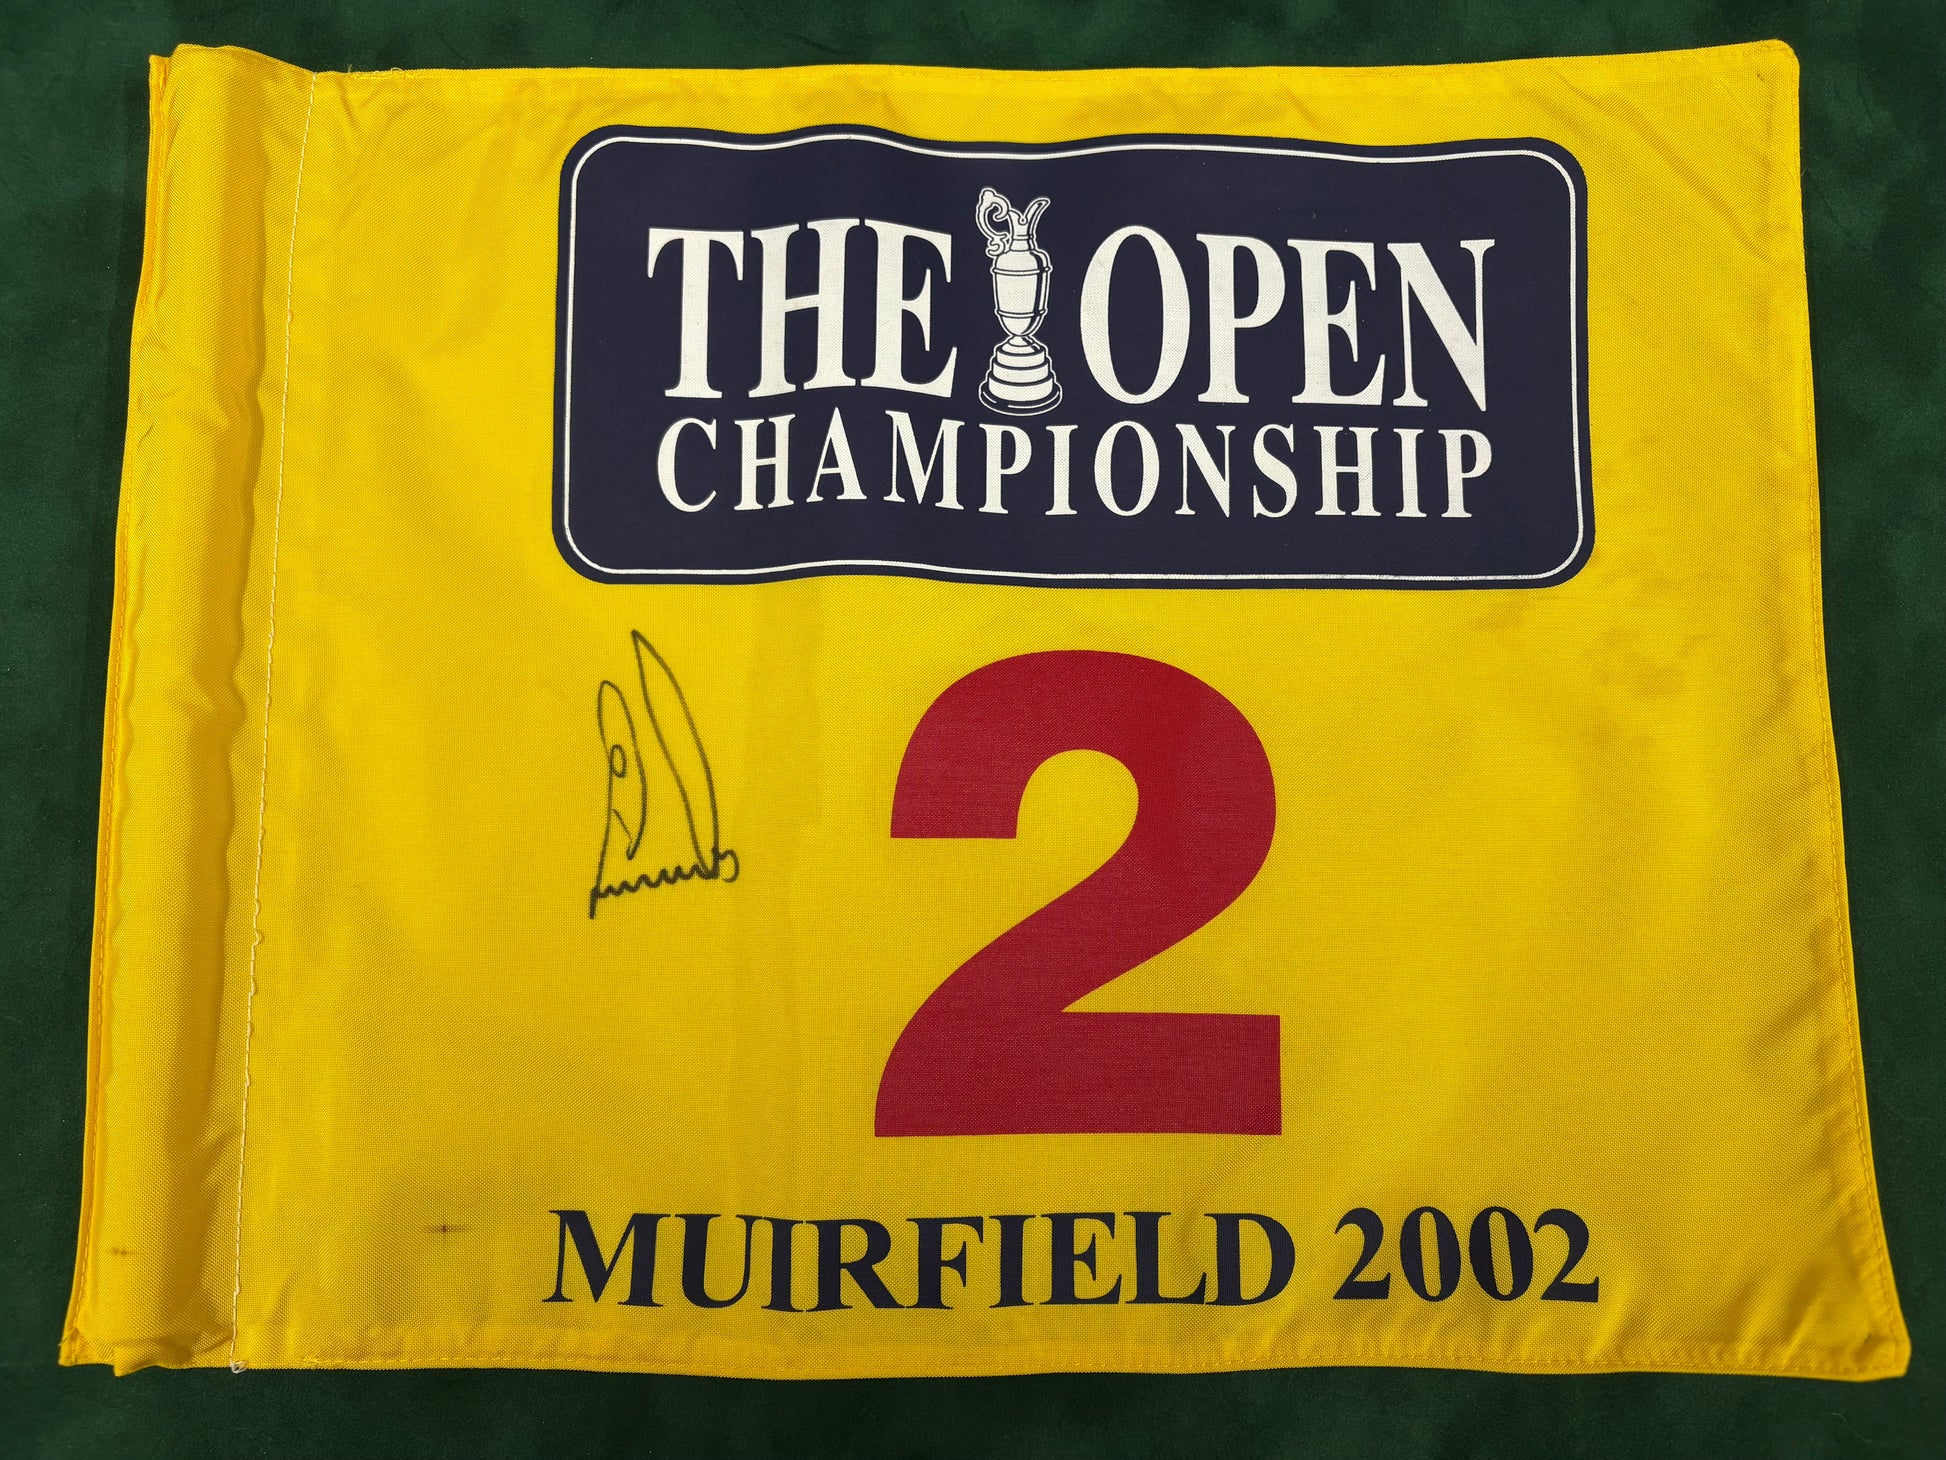 THE OPEN
CHAMPIONSHIP
2
MUIRFIELD 2002